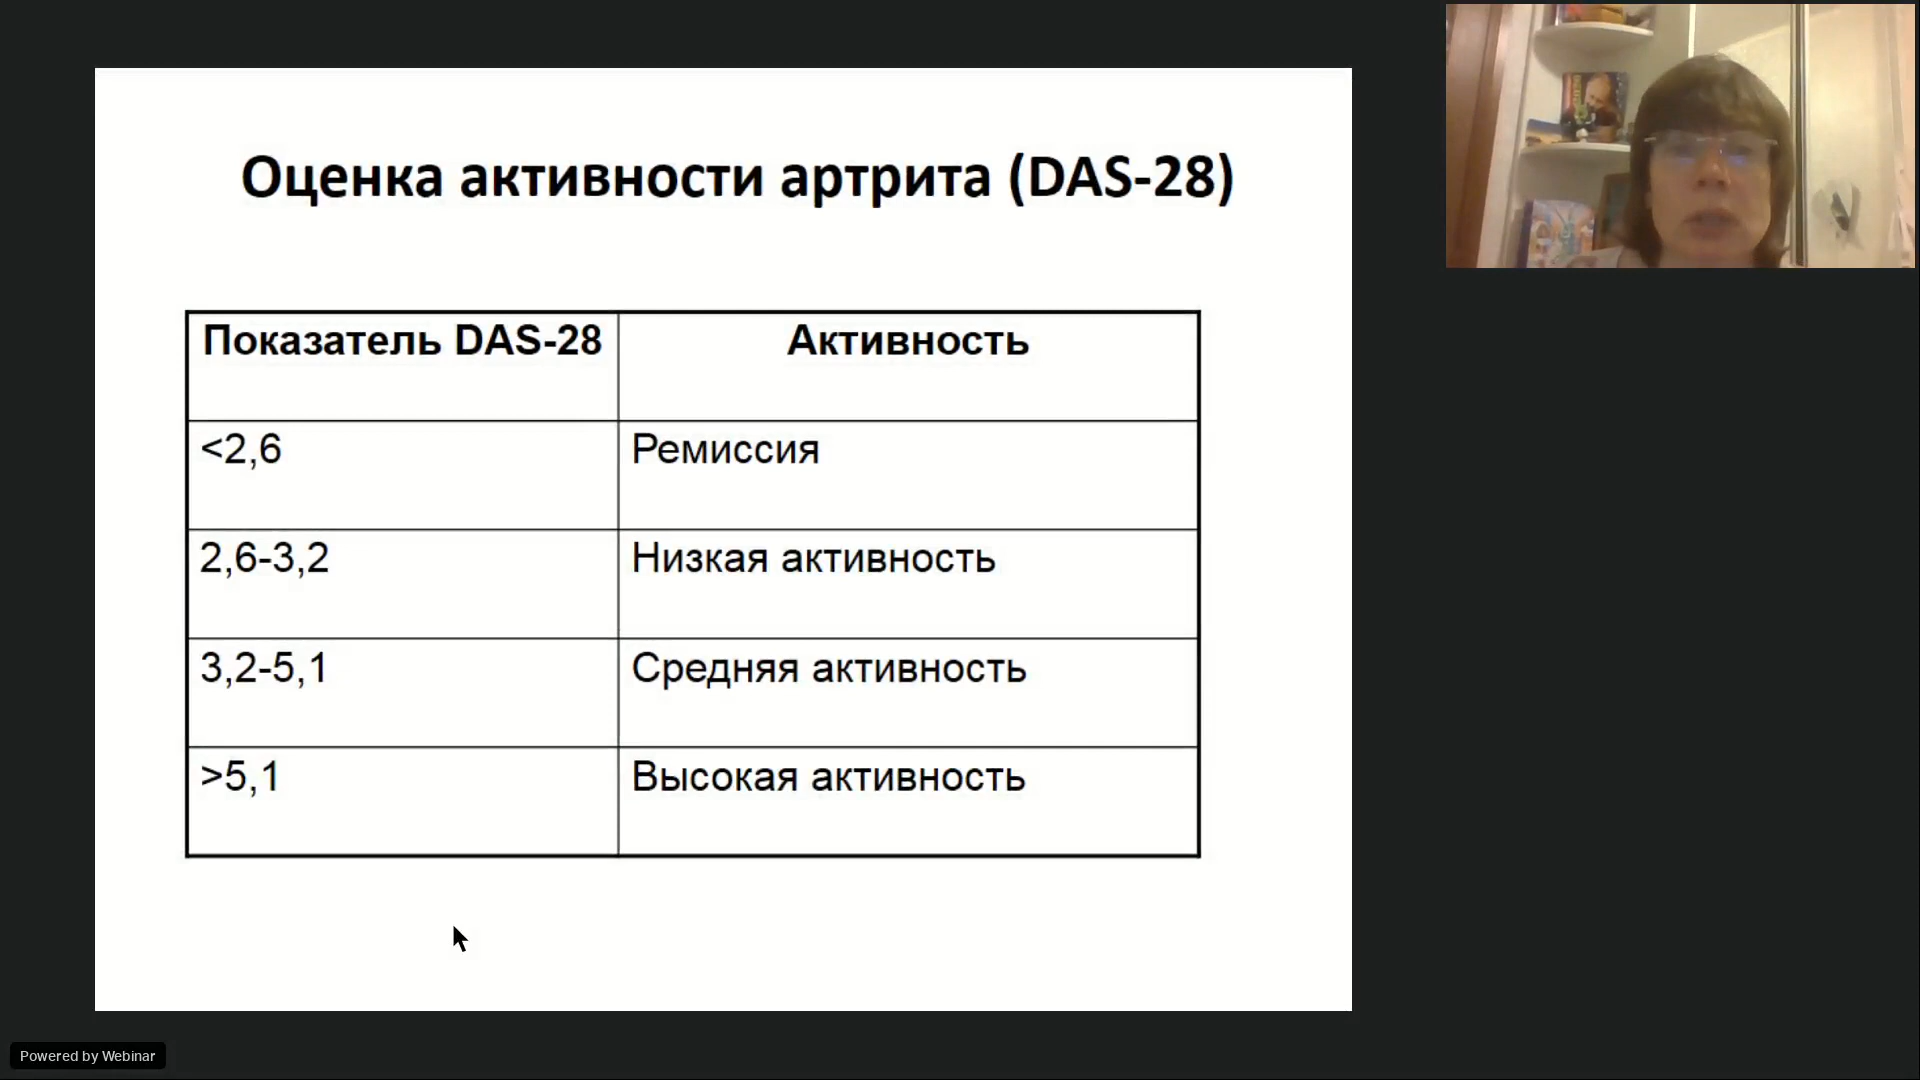 Оценка активности артрита (DAS-28)
Показатель DAS-28
Активность
<2,6
Ремиссия
2,6-3,2
Низкая активность
3,2-5,1
Средняя активность
>5,1
Высокая активность
Powered by Webinar